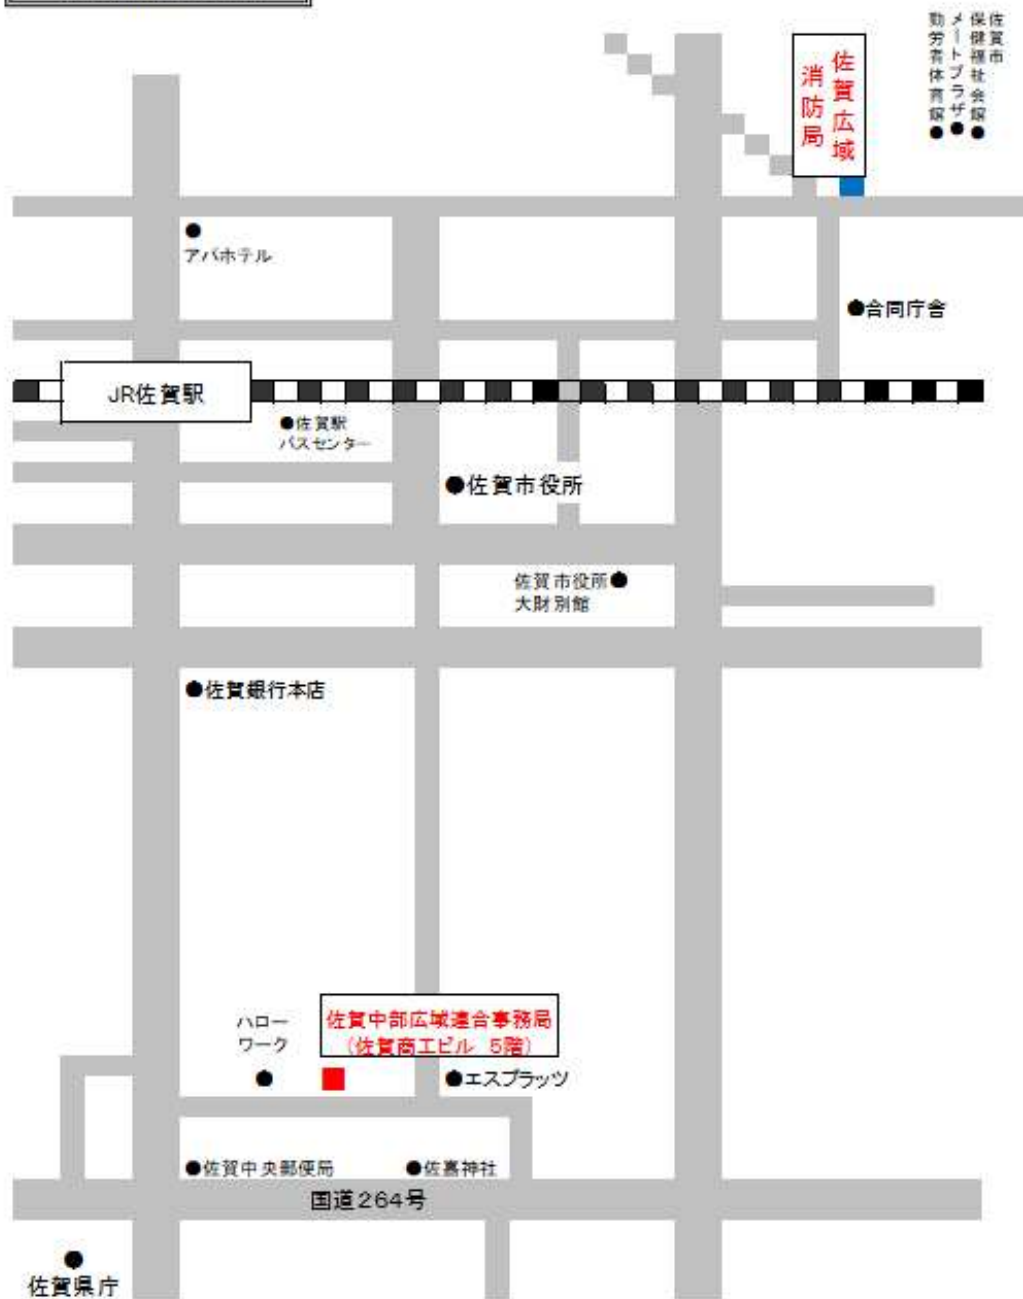 佐賀市
保健福祉会館
メートプラザ
勤労者体育館
佐賀広域
消防局
アパホテル
合同庁舎
JR佐賀駅
佐賀駅
バスセンター
佐賀市役所
佐賀市役所
大財別館
佐賀銀行本店
ハロー
ワーク
佐賀中部広域連合事務局
(佐賀商工ビル 5階)
エスプラッツ
佐賀中央郵便局
佐嘉神社
国道264号
佐賀県庁